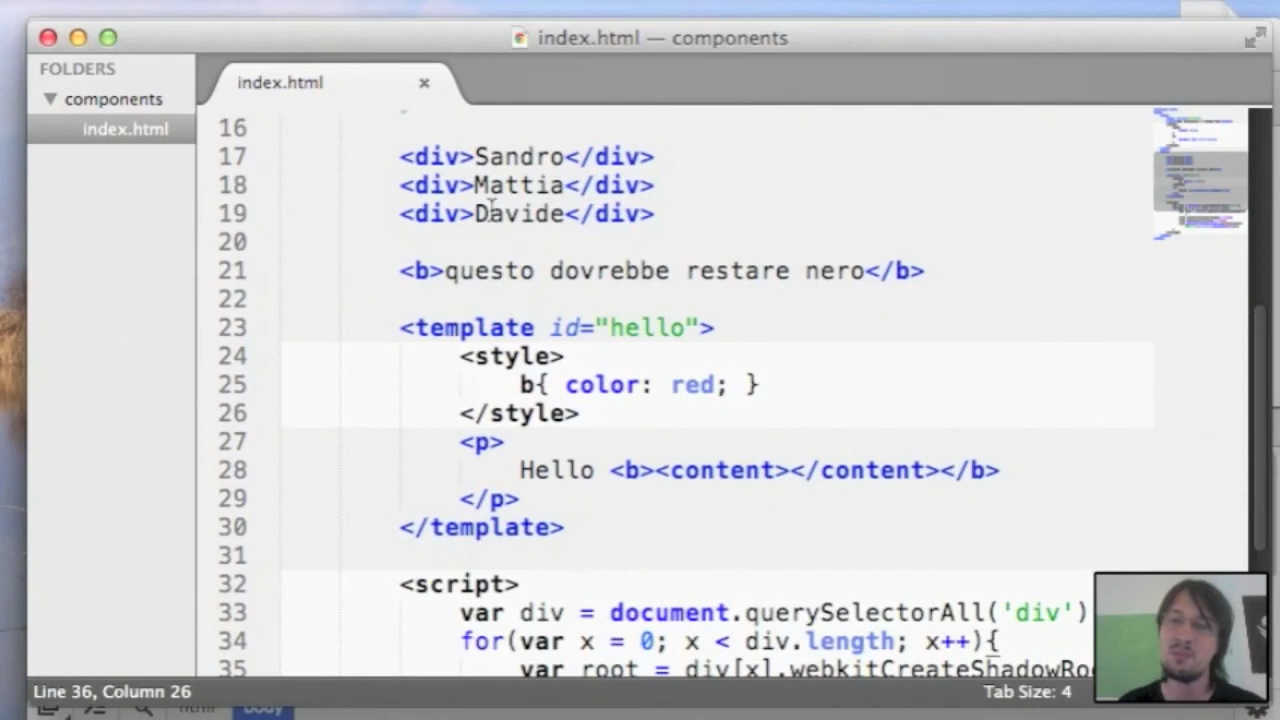 index.html — components
FOLDERS
components
index.html
index.html ×
16
17 <div>Sandro</div>
18 <div>Mattia</div>
19 <div>Davide</div>
20
21 <b>questo dovrebbe restare nero</b>
22
23 <template id="hello">
24 <style>
25 b{ color: red; }
26 </style>
27 <p>
28 Hello <b><content></content></b>
29 </p>
30 </template>
31
32 <script>
33 var div = document.querySelectorAll('div')
34 for(var x = 0; x < div.length; x++){
35 var root = div[x].webkitCreateShadowRo
Line 36, Column 26
Tab Size: 4
html body